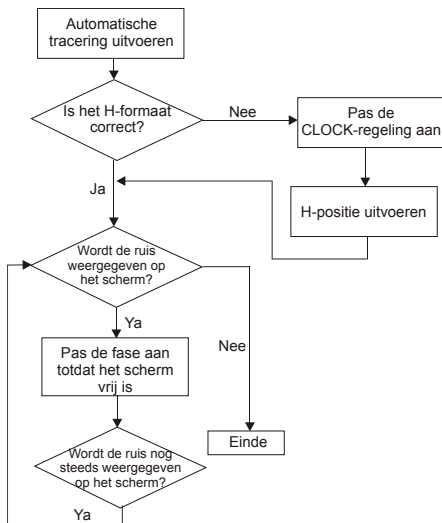 Automatische
tracering uitvoeren
Is het H-formaat
correct?
Nee
Pas de
CLOCK-regeling aan
Ja
H-positie uitvoeren
Wordt de ruis
weergegeven op
het scherm?
Ya
Nee
Pas de fase aan
totdat het scherm
vrij is
Einde
Wordt de ruis nog
steeds weergegeven
op het scherm?
Ya